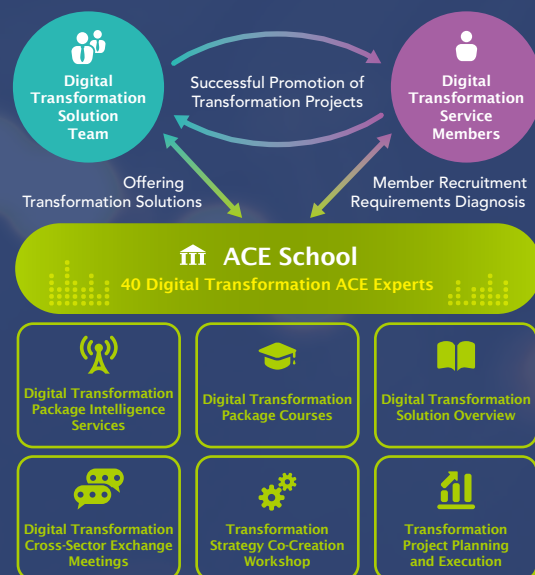 Digital
Transformation
Solution
Team
Successful Promotion of
Transformation Projects
Digital
Transformation
Service
Members
Offering
Transformation Solutions
Member Recruitment
Requirements Diagnosis
ACE School
40 Digital Transformation ACE Experts
Digital Transformation
Package Intelligence
Services
Digital Transformation
Package Courses
Digital Transformation
Solution Overview
Digital Transformation
Cross-Sector Exchange
Meetings
Transformation
Strategy Co-Creation
Workshop
Transformation
Project Planning
and Execution